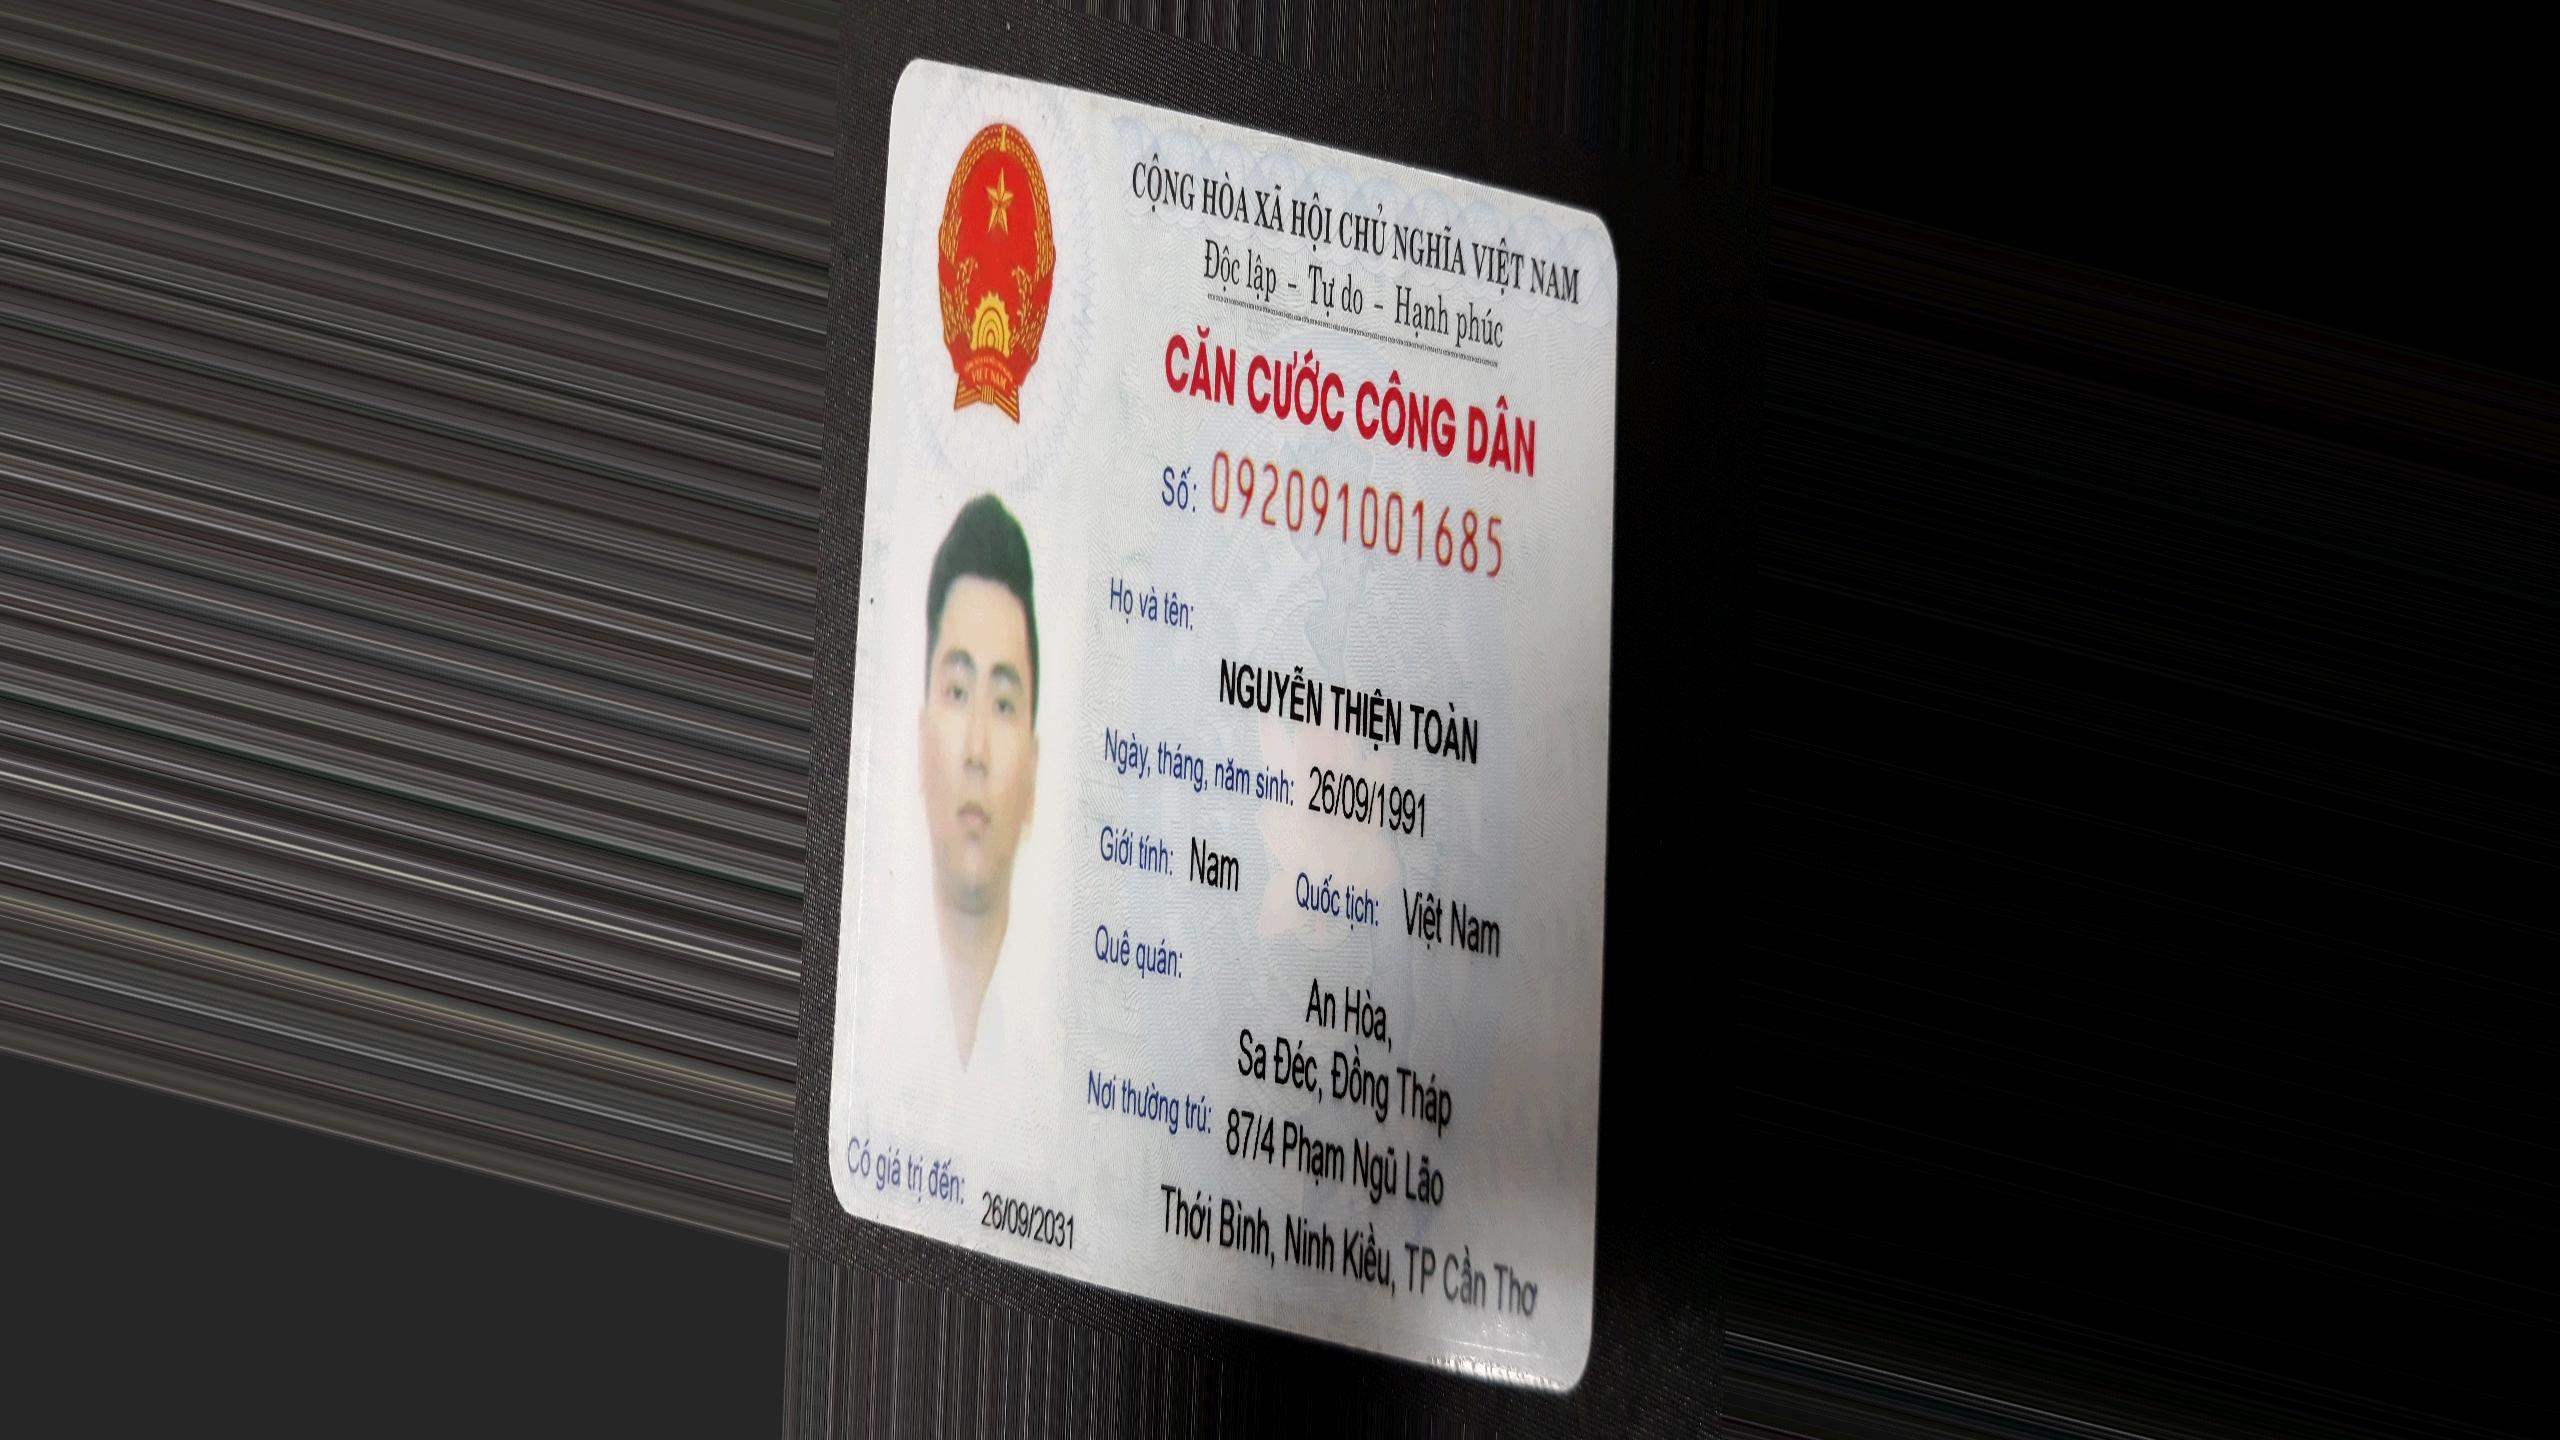 CỘNG HÒA XÃ HỘI CHỦ NGHĨA VIỆT NAM
Độc lập - Tự do - Hạnh phúc
CĂN CƯỚC CÔNG DÂN
Số: 092091001685
Họ và tên:
NGUYỄN THIỆN TOÀN
Ngày, tháng, năm sinh: 26/09/1991
Giới tính: Nam Quốc tịch: Việt Nam
Quê quán:
An Hòa,
Sa Đéc, Đồng Tháp
Nơi thường trú: 87/4 Phạm Ngũ Lão
Thới Bình, Ninh Kiều, TP Cần Thơ
Có giá trị đến: 26/09/2031
VIỆT NAM